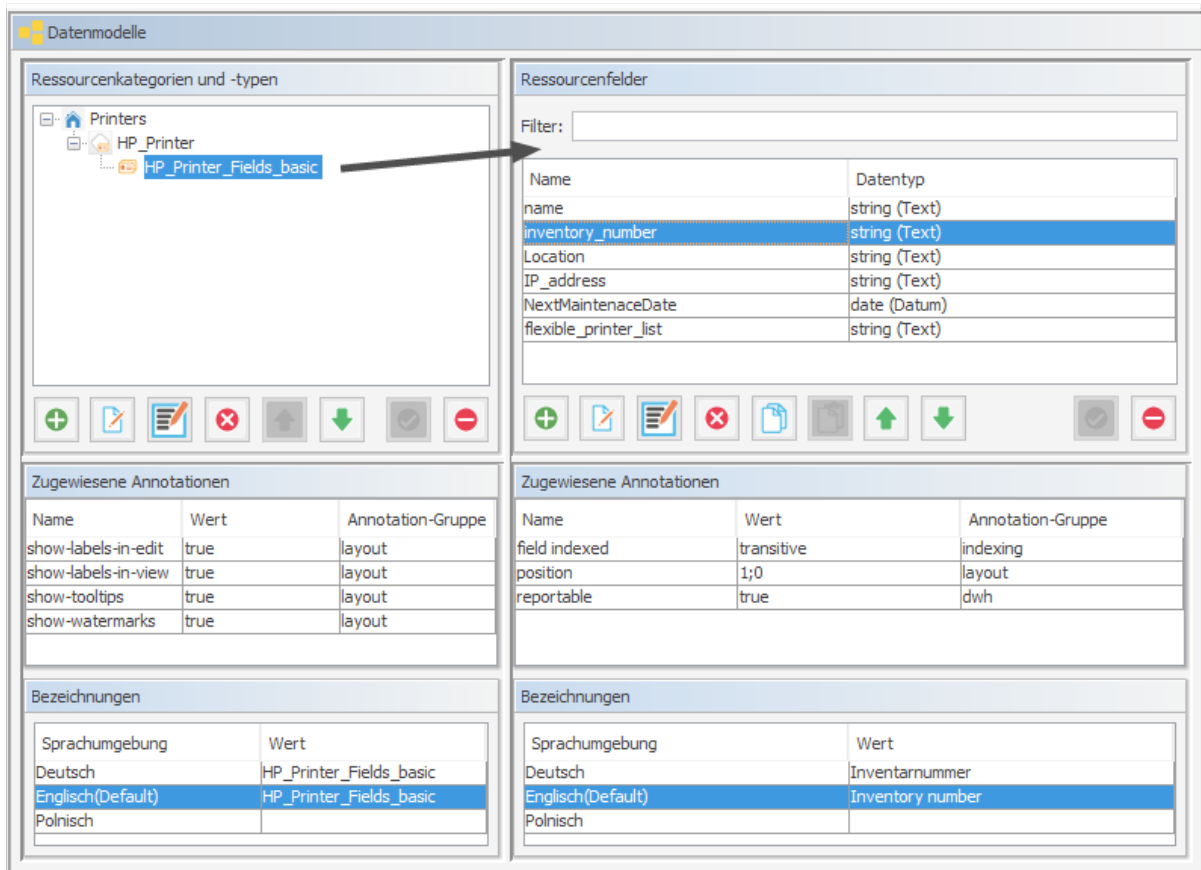 Datenmodelle
Ressourcenkategorien und -typen
Printers
HP_Printer
HP_Printer_Fields_basic
Ressourcenfelder
Filter:
Name Datentyp
name string (Text)
inventory_number string (Text)
Location string (Text)
IP_address string (Text)
NextMaintenaceDate date (Datum)
flexible_printer_list string (Text)
Zugewiesene Annotationen
Name Wert Annotation-Gruppe
show-labels-in-edit true layout
show-labels-in-view true layout
show-tooltips true layout
show-watermarks true layout
Zugewiesene Annotationen
Name Wert Annotation-Gruppe
field indexed transitive indexing
position 1;0 layout
reportable true dwh
Bezeichnungen
Sprachumgebung Wert
Deutsch HP_Printer_Fields_basic
Englisch(Default) HP_Printer_Fields_basic
Polnisch
Bezeichnungen
Sprachumgebung Wert
Deutsch Inventarnummer
Englisch(Default) Inventory number
Polnisch